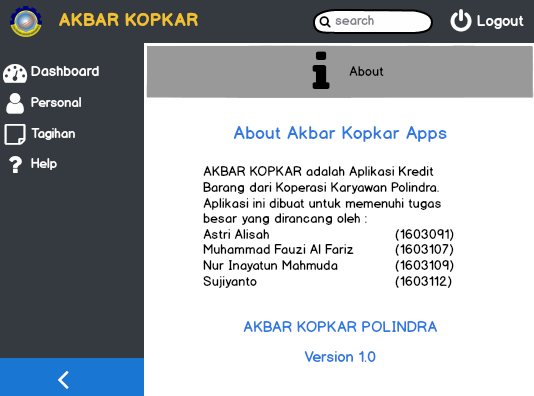 AKBAR KOPKAR
search
Logout
Dashboard
Personal
Tagihan
Help
About
About Akbar Kopkar Apps
AKBAR KOPKAR adalah Aplikasi Kredit
Barang dari Koperasi Karyawan Polindra.
Aplikasi ini dibuat untuk memenuhi tugas
besar yang dirancang oleh :
Astri Alisah (1603091)
Muhammad Fauzi Al Fariz (1603107)
Nur Inayatun Mahmuda (1603109)
Sujiyanto (1603112)
AKBAR KOPKAR POLINDRA
Version 1.0